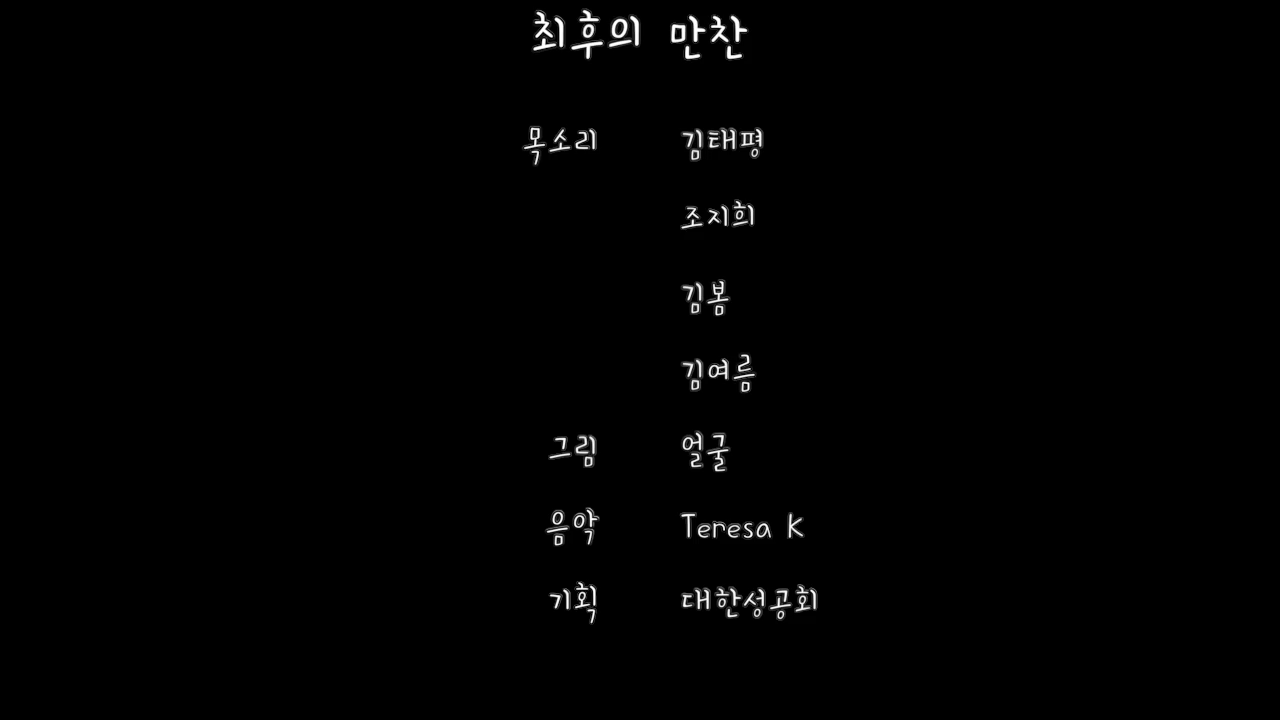 최후의 만찬
목소리 김태평
조지희
김봄
김여름
그림 얼굴
음악 Teresa K
기획 대한성공회